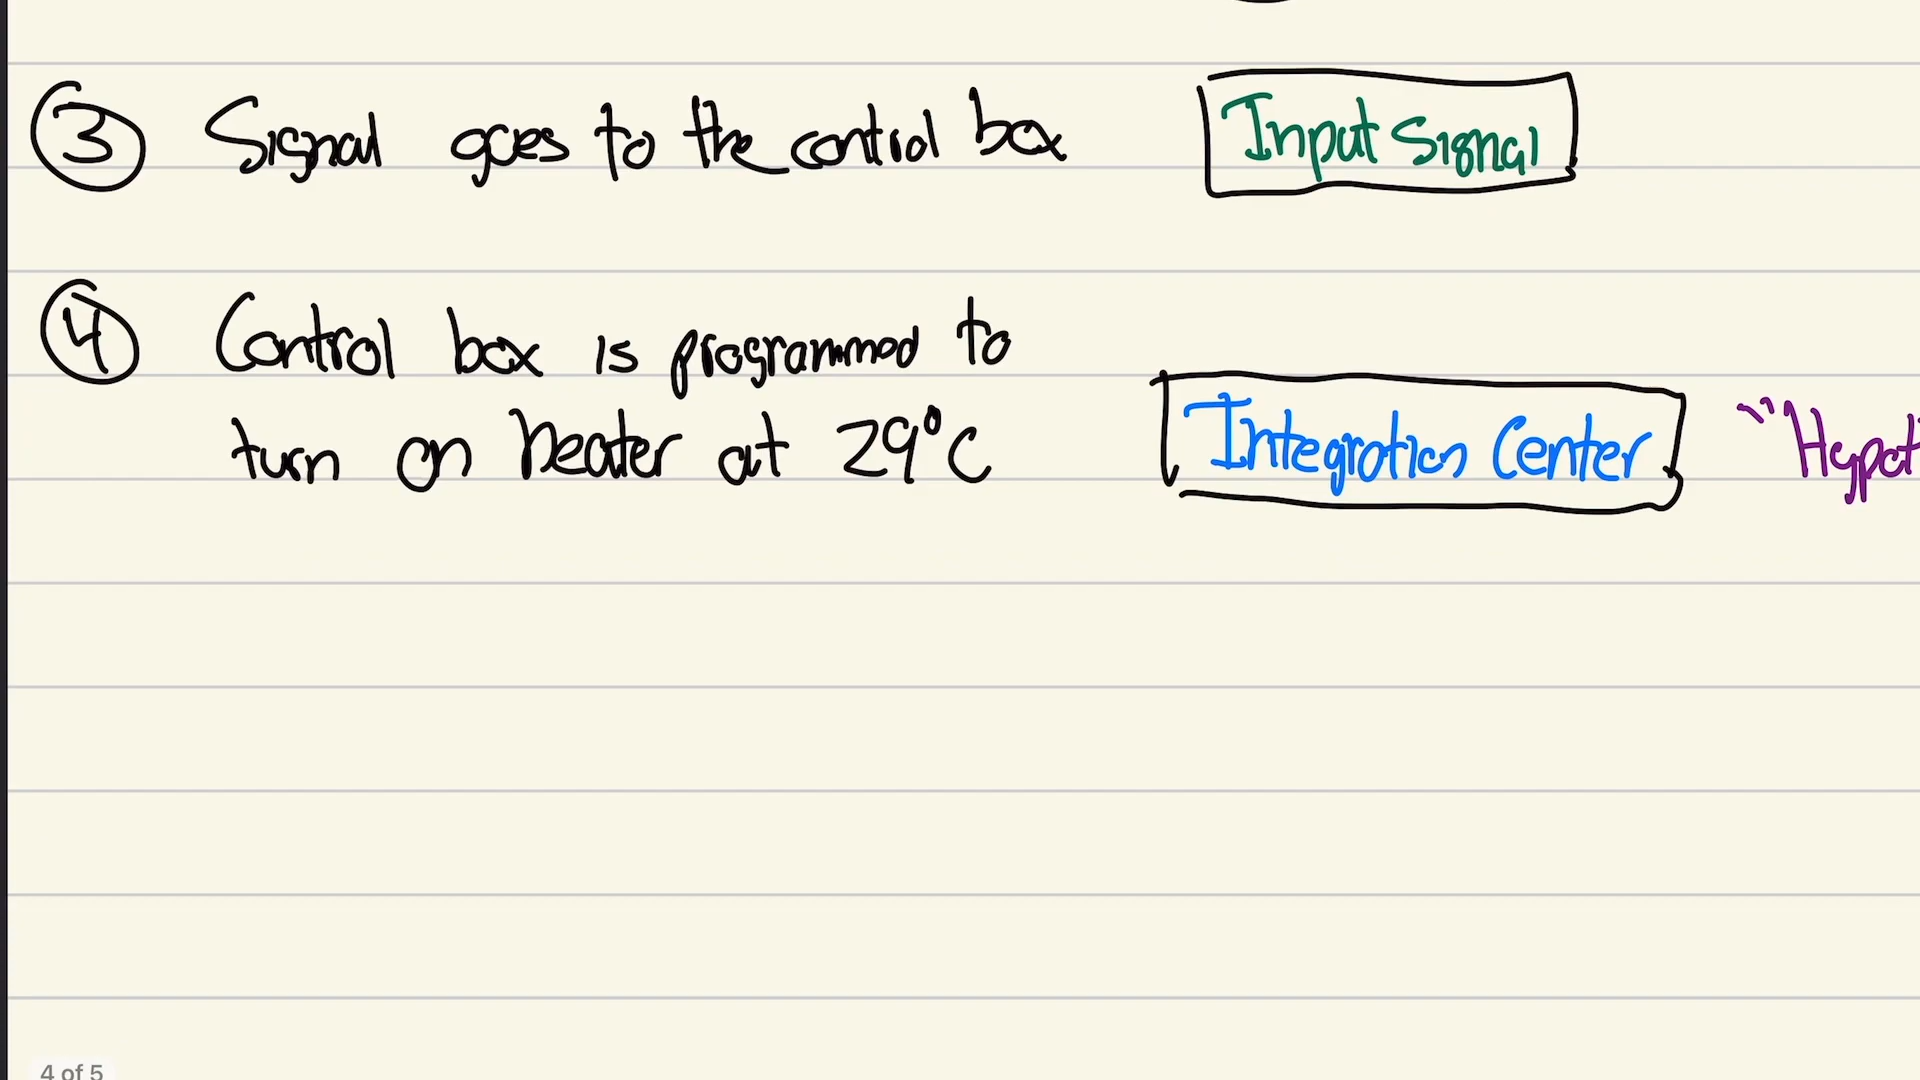 3 Signal goes to the control box Input Signal
4 Control box is programmed to
turn on heater at 29°C Integration Center "Hypot
4 of 5